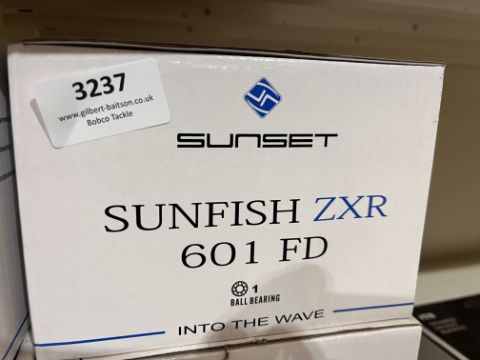 3237
www.gilbert-baitson.co.uk
Bobco Tackle
SUNSET
SUNFISH ZXR
601 FD
1
BALL BEARING
INTO THE WAVE